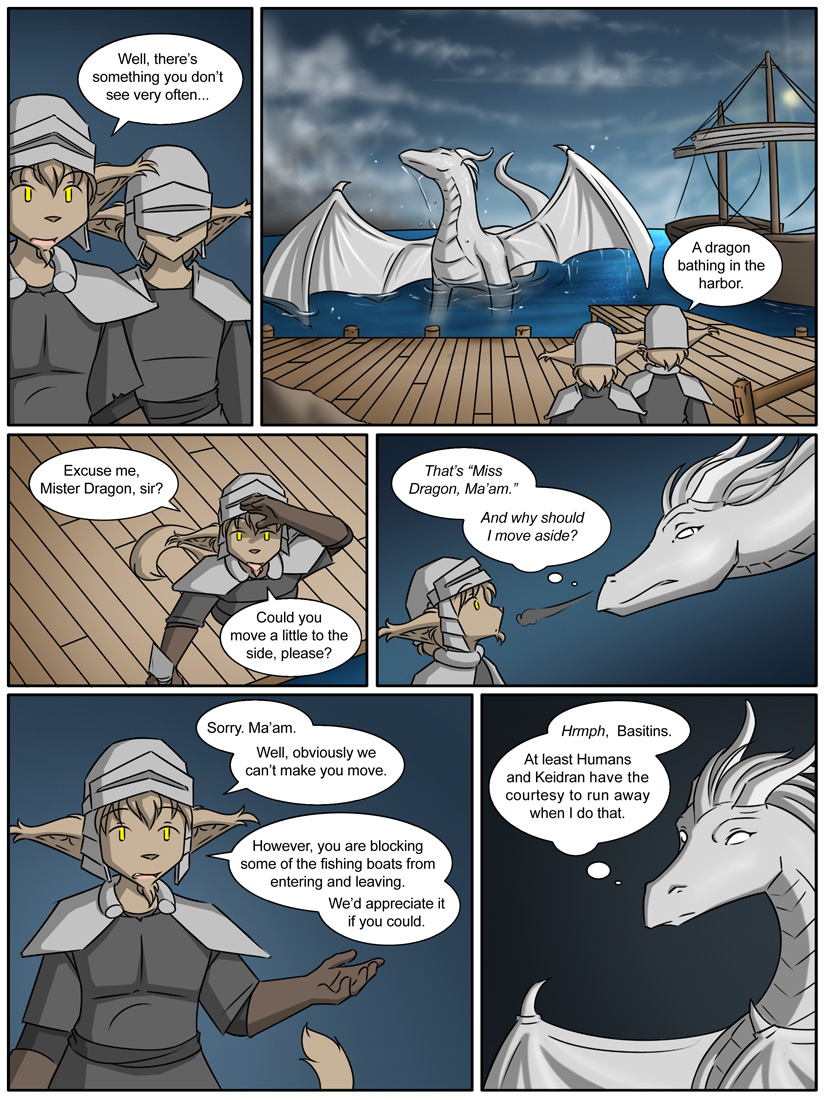 Well, there's
something you don't
see very often...
A dragon
bathing in the
harbor.
Excuse me,
Mister Dragon, sir?
Could you
move a little to the
side, please?
That's "Miss
Dragon, Ma'am."
And why should
I move aside?
Sorry. Ma'am.
Well, obviously we
can't make you move.
However, you are blocking
some of the fishing boats from
entering and leaving.
We'd appreciate it
if you could.
Hrmph, Basitins.
At least Humans
and Keidran have the
courtesy to run away
when I do that.